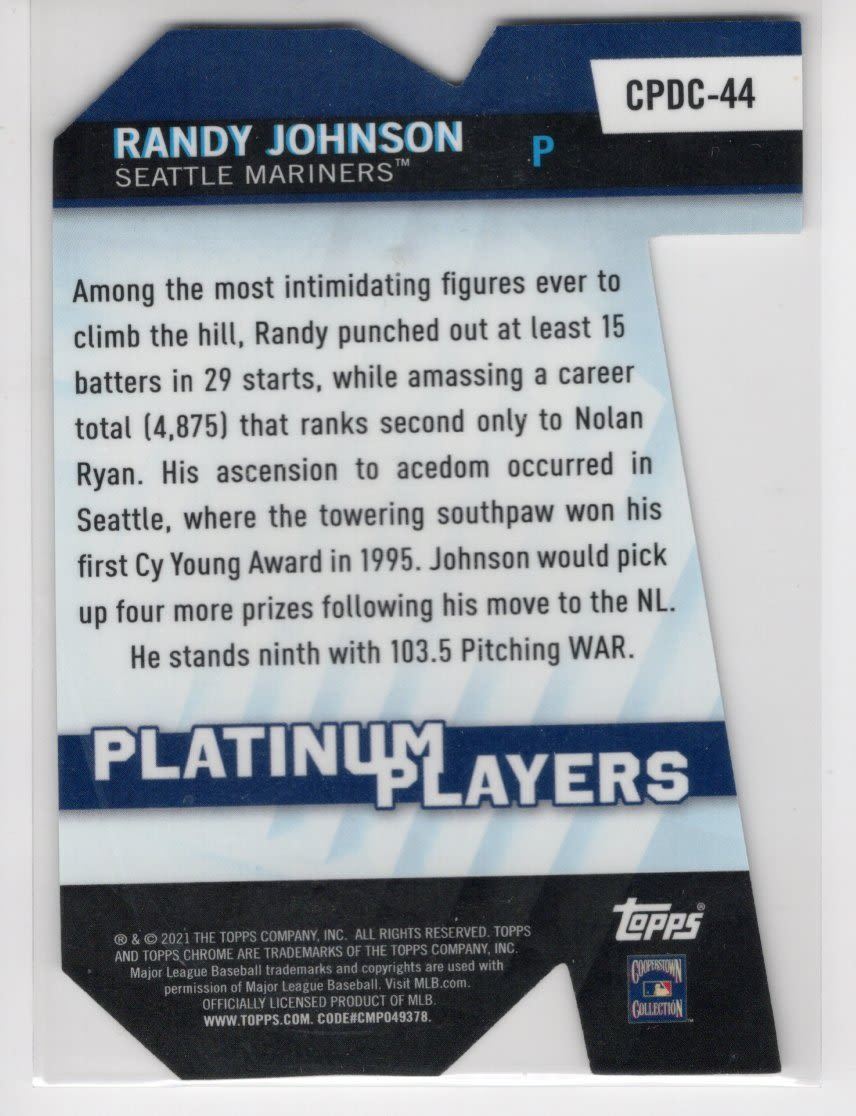 CPDC-44
RANDY JOHNSON P
SEATTLE MARINERS™
Among the most intimidating figures ever to
climb the hill, Randy punched out at least 15
batters in 29 starts, while amassing a career
total (4,875) that ranks second only to Nolan
Ryan. His ascension to acedom occurred in
Seattle, where the towering southpaw won his
first Cy Young Award in 1995. Johnson would pick
up four more prizes following his move to the NL.
He stands ninth with 103.5 Pitching WAR.
PLATINUM
PLAYERS
® & © 2021 THE TOPPS COMPANY, INC. ALL RIGHTS RESERVED. TOPPS
AND TOPPS CHROME ARE TRADEMARKS OF THE TOPPS COMPANY, INC.
Major League Baseball trademarks and copyrights are used with
permission of Major League Baseball. Visit MLB.com.
OFFICIALLY LICENSED PRODUCT OF MLB.
WWW.TOPPS.COM. CODE#CMP049378.
topps®
COOPERSTOWN
COLLECTION™